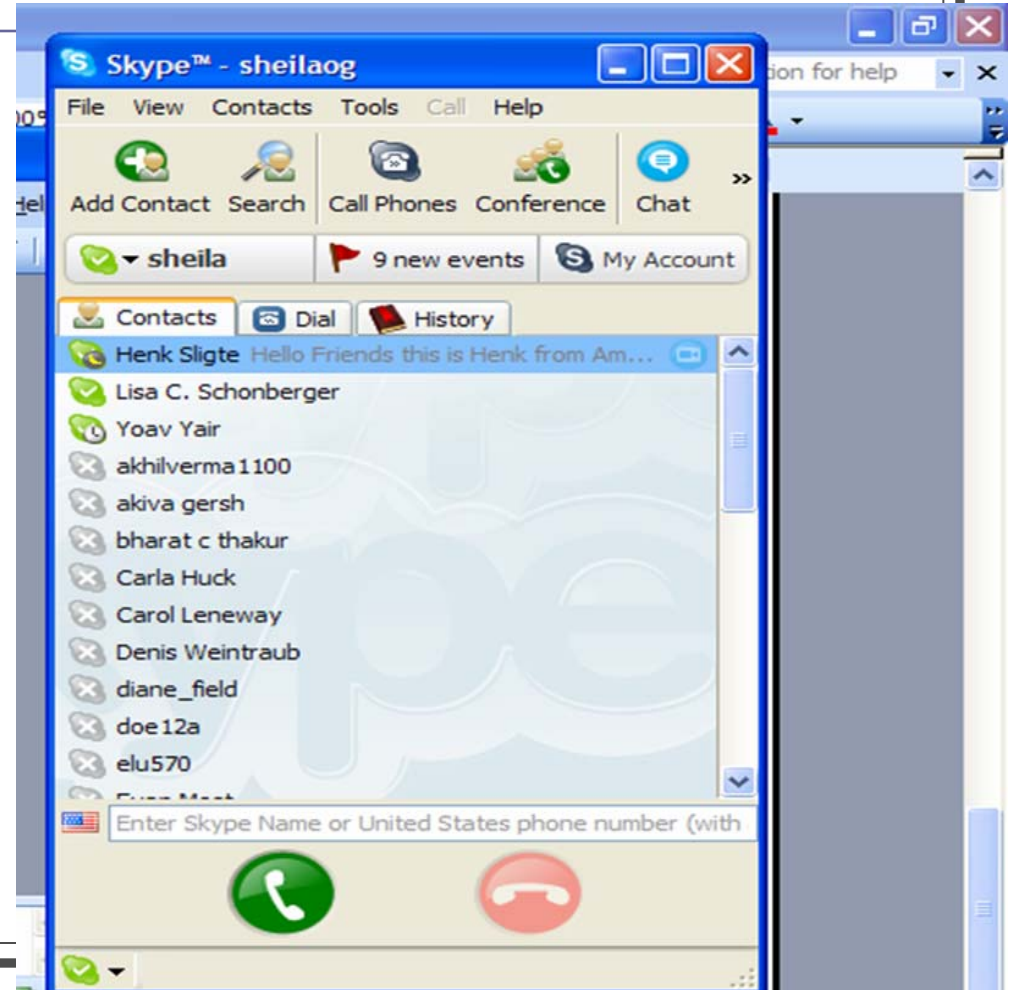 Skype™ - sheilaog
ion for help
File View Contacts Tools Call Help
Add Contact Search Call Phones Conference Chat
sheila 9 new events My Account
Contacts Dial History
Henk Sligte Hello Friends this is Henk from Am...
Lisa C. Schonberger
Yoav Yair
akhilverma1100
akiva gersh
bharat c thakur
Carla Huck
Carol Leneway
Denis Weintraub
diane_field
doe12a
elu570
Enter Skype Name or United States phone number (with